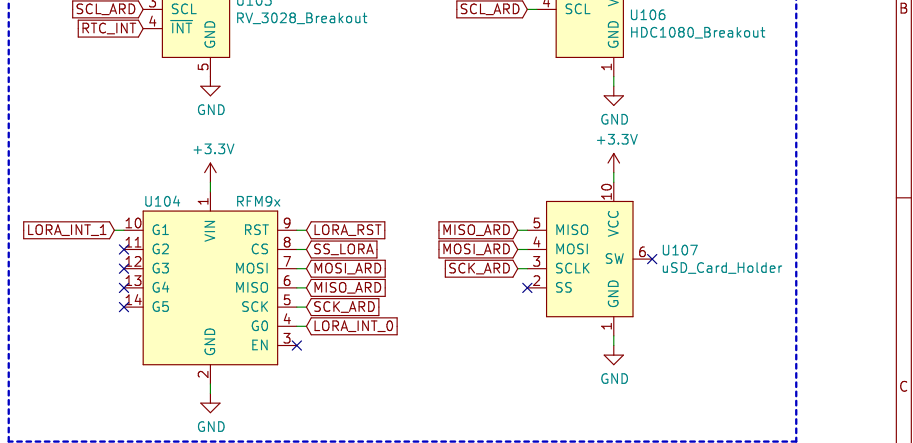 SCL_ARD 3 SCL
RTC_INT 4 INT
GND
5
RV_3028_Breakout
GND
SCL_ARD 4 SCL
GND
1
U106
HDC1080_Breakout
GND
B
+3.3V
1
U104 RFM9x
VIN
LORA_INT_1 10 G1
11 G2
12 G3
13 G4
14 G5
RST 9 LORA_RST
CS 8 SS_LORA
MOSI 7 MOSI_ARD
MISO 6 MISO_ARD
SCK 5 SCK_ARD
G0 4 LORA_INT_0
EN 3
GND
2
GND
+3.3V
10
VCC
MISO_ARD 5 MISO
MOSI_ARD 4 MOSI
SCK_ARD 3 SCLK
2 SS
SW 6
U107
uSD_Card_Holder
GND
1
GND
C